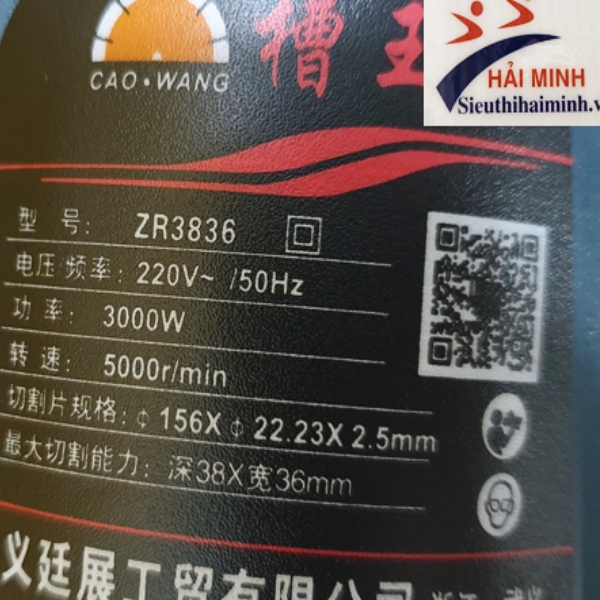 CAO·WANG
槽王
HẢI MINH
Sieuthihaiminh.v
型 号: ZR3836
电压/频率: 220V~ /50Hz
功 率: 3000W
转 速: 5000r/min
切割片规格: ϕ 156X ϕ 22.23X 2.5mm
最大切割能力: 深38X宽36mm
义廷展工贸有限公司